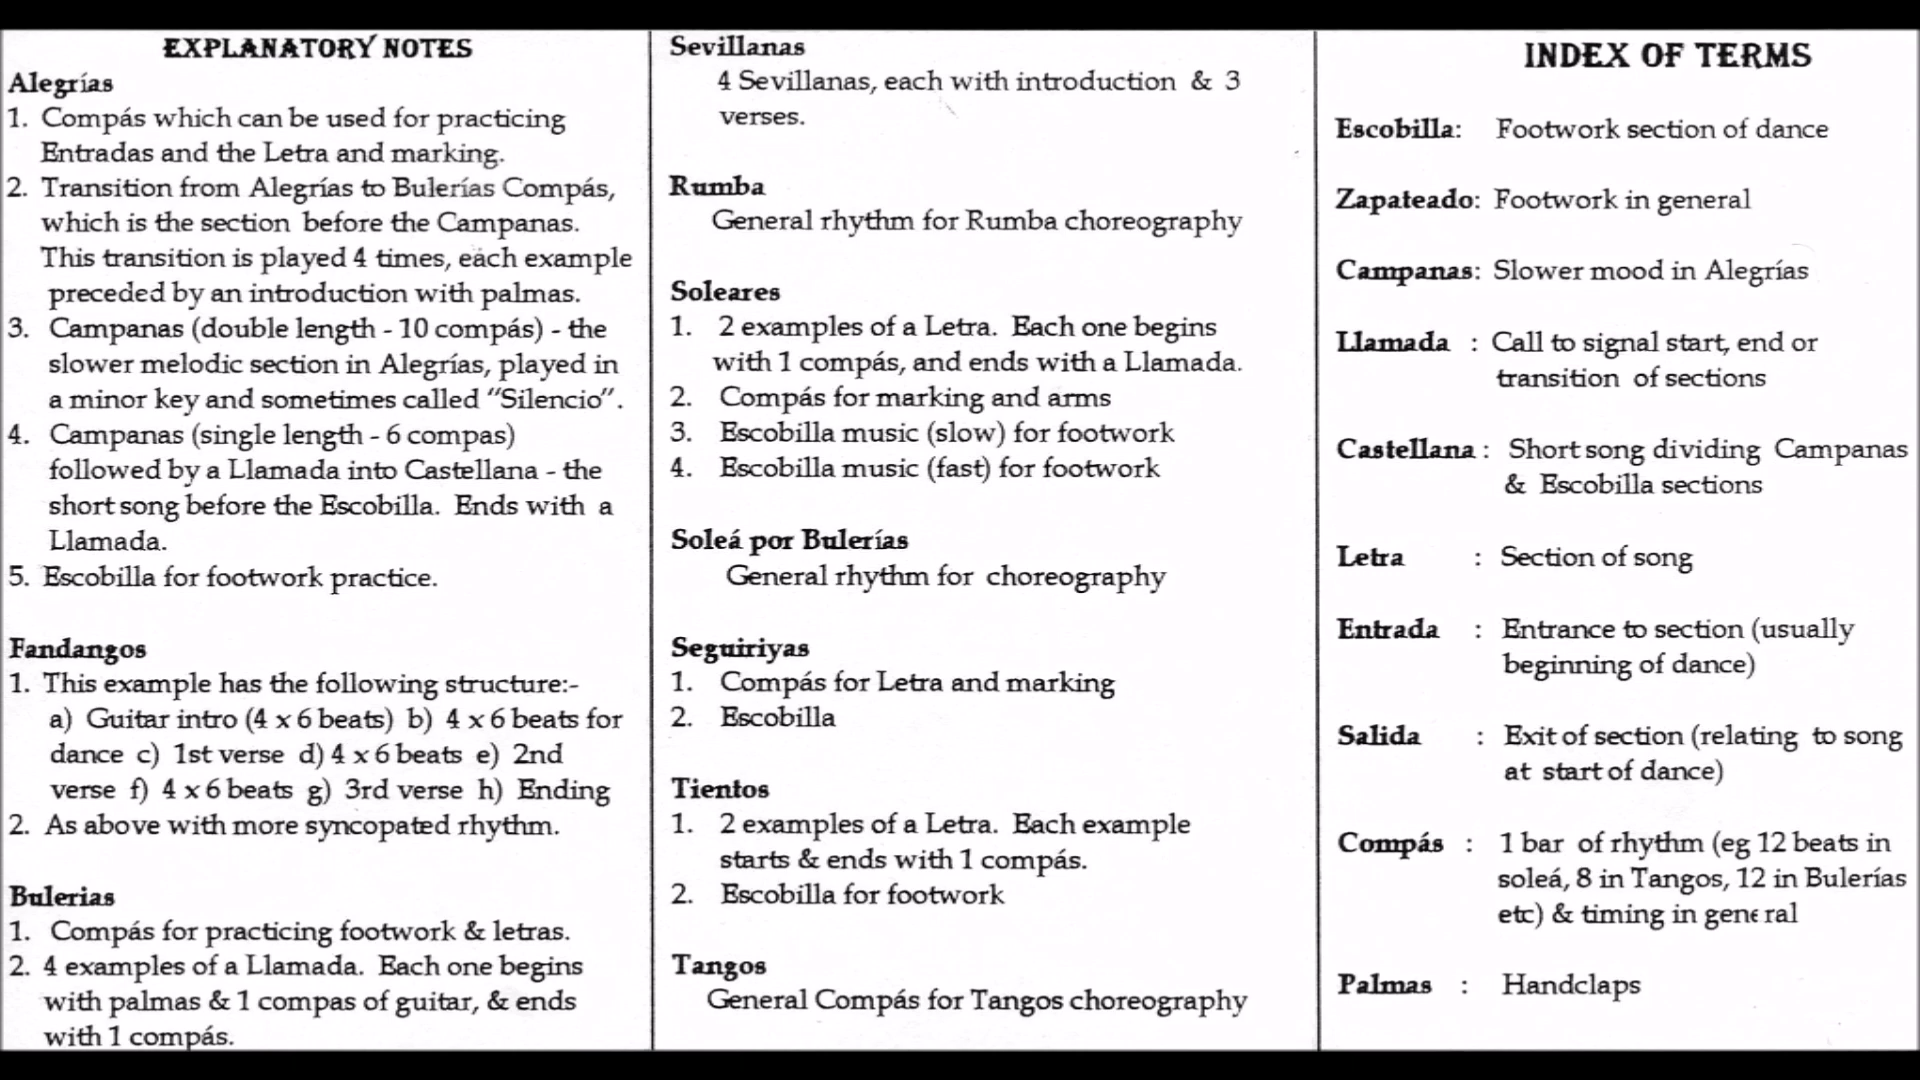 EXPLANATORY NOTES
Alegrías
1. Compás which can be used for practicing
Entradas and the Letra and marking.
2. Transition from Alegrías to Bulerías Compás,
which is the section before the Campanas.
This transition is played 4 times, each example
preceded by an introduction with palmas.
3. Campanas (double length - 10 compás) - the
slower melodic section in Alegrías, played in
a minor key and sometimes called "Silencio".
4. Campanas (single length - 6 compas)
followed by a Llamada into Castellana - the
short song before the Escobilla. Ends with a
Llamada.
5. Escobilla for footwork practice.
Fandangos
1. This example has the following structure:-
a) Guitar intro (4 x 6 beats) b) 4 x 6 beats for
dance c) 1st verse d) 4 x 6 beats e) 2nd
verse f) 4 x 6 beats g) 3rd verse h) Ending
2. As above with more syncopated rhythm.
Bulerias
1. Compás for practicing footwork & letras.
2. 4 examples of a Llamada. Each one begins
with palmas & 1 compas of guitar, & ends
with 1 compás.
Sevillanas
4 Sevillanas, each with introduction & 3
verses.
Rumba
General rhythm for Rumba choreography
Soleares
1. 2 examples of a Letra. Each one begins
with 1 compás, and ends with a Llamada.
2. Compás for marking and arms
3. Escobilla music (slow) for footwork
4. Escobilla music (fast) for footwork
Soleá por Bulerías
General rhythm for choreography
Seguiriyas
1. Compás for Letra and marking
2. Escobilla
Tientos
1. 2 examples of a Letra. Each example
starts & ends with 1 compás.
2. Escobilla for footwork
Tangos
General Compás for Tangos choreography
INDEX OF TERMS
Escobilla: Footwork section of dance
Zapateado: Footwork in general
Campanas: Slower mood in Alegrías
Llamada : Call to signal start, end or
transition of sections
Castellana : Short song dividing Campanas
& Escobilla sections
Letra : Section of song
Entrada : Entrance to section (usually
beginning of dance)
Salida : Exit of section (relating to song
at start of dance)
Compás : 1 bar of rhythm (eg 12 beats in
soleá, 8 in Tangos, 12 in Bulerías
etc) & timing in general
Palmas : Handclaps